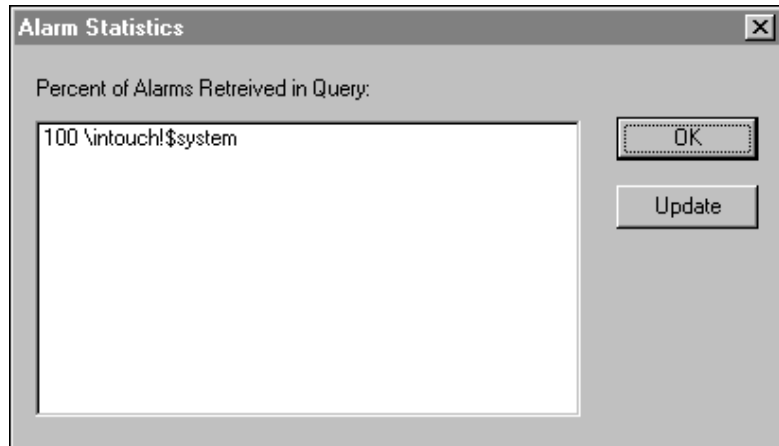 Alarm Statistics
Percent of Alarms Retreived in Query:
100 \intouch!$system
OK
Update